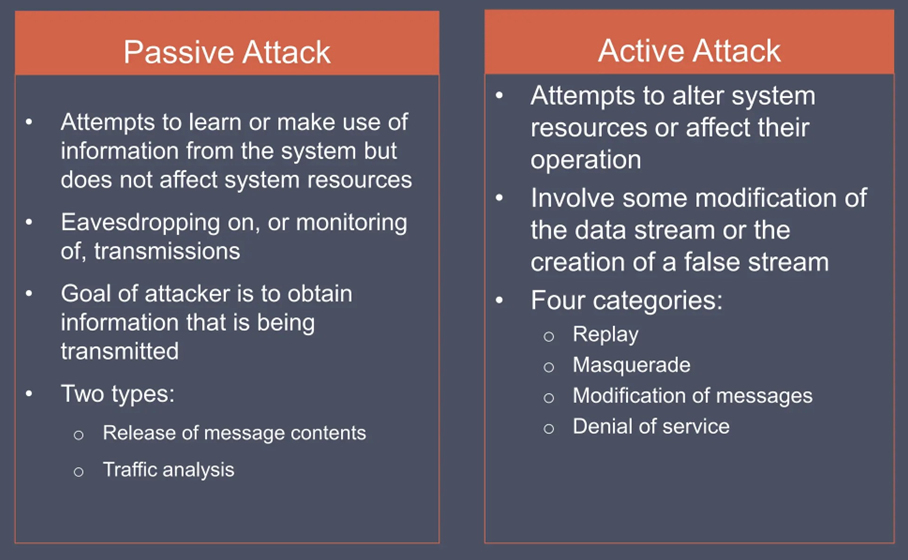 Passive Attack
• Attempts to learn or make use of
information from the system but
does not affect system resources
• Eavesdropping on, or monitoring
of, transmissions
• Goal of attacker is to obtain
information that is being
transmitted
• Two types:
o Release of message contents
o Traffic analysis
Active Attack
• Attempts to alter system
resources or affect their
operation
• Involve some modification of
the data stream or the
creation of a false stream
• Four categories:
o Replay
o Masquerade
o Modification of messages
o Denial of service